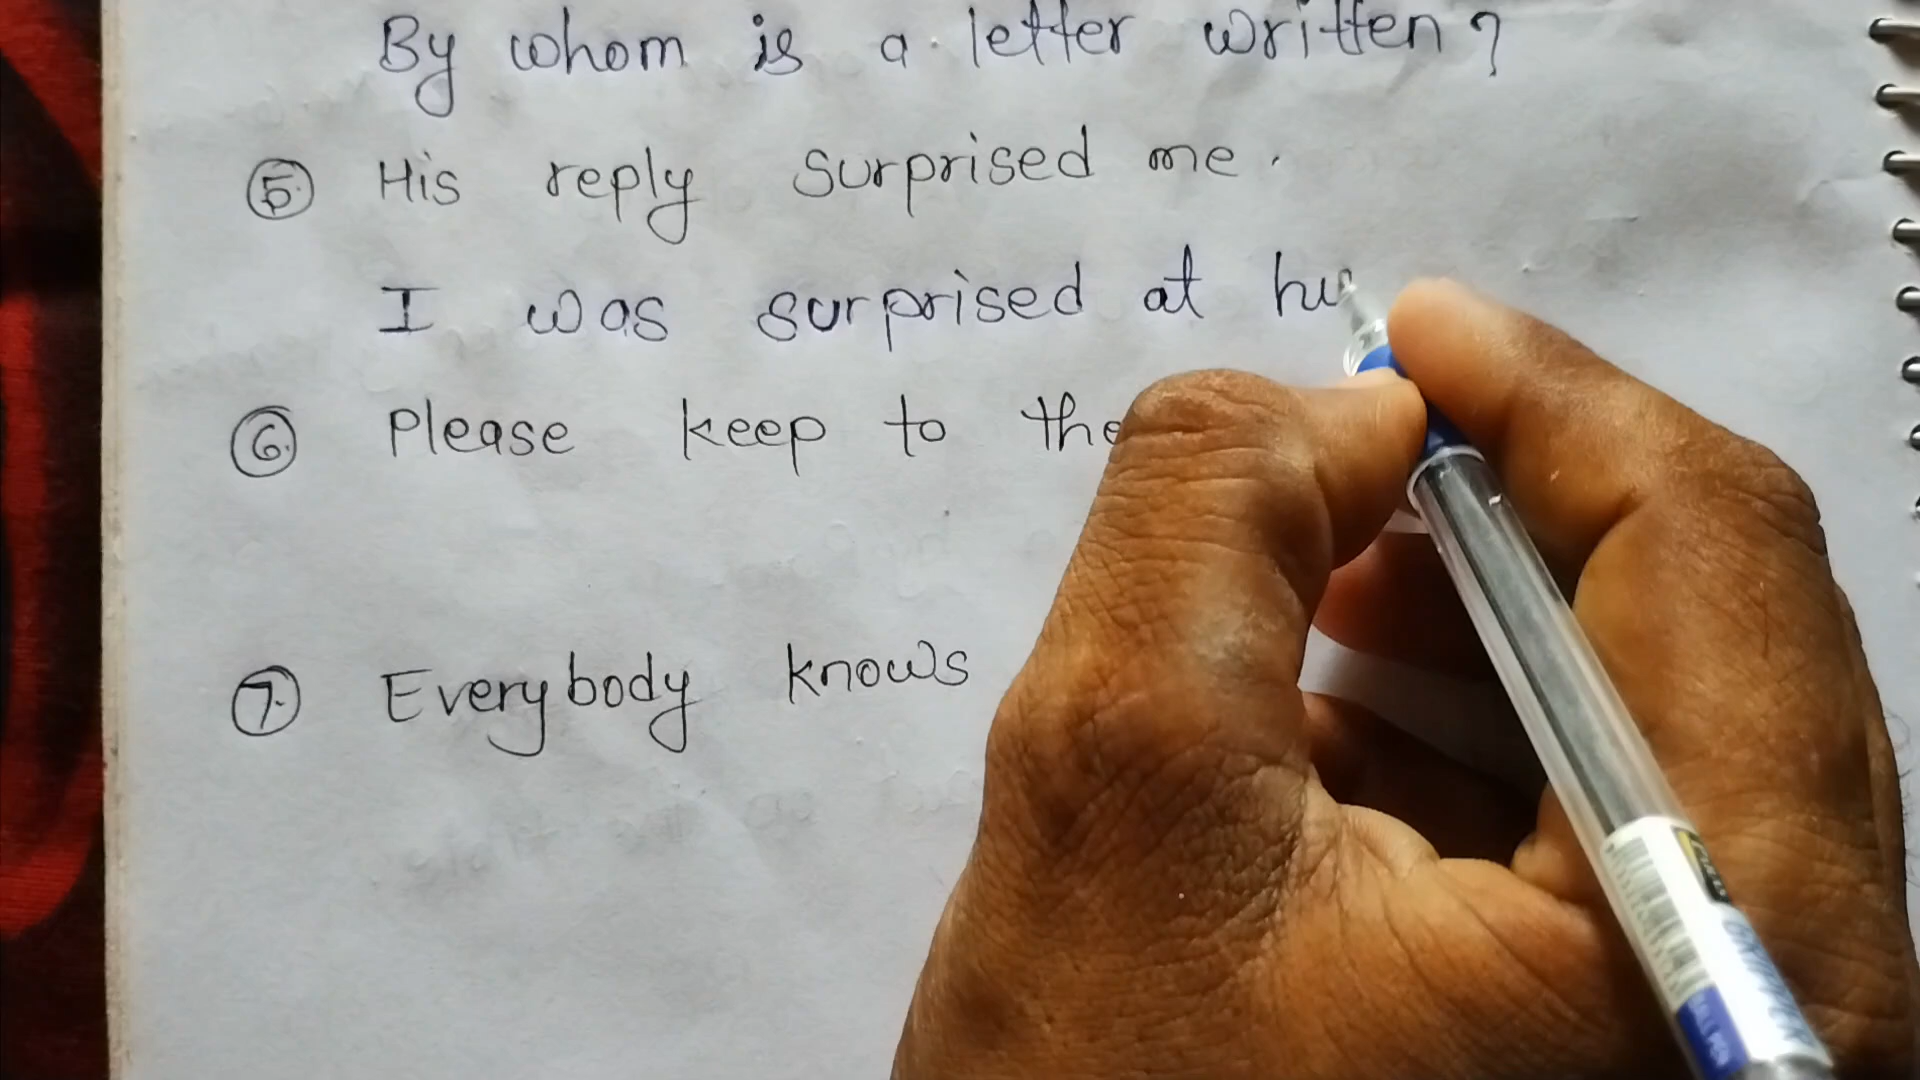 By whom is a letter written?
5. His reply surprised me.
I was surprised at
6. Please keep to the
7. Everybody knows